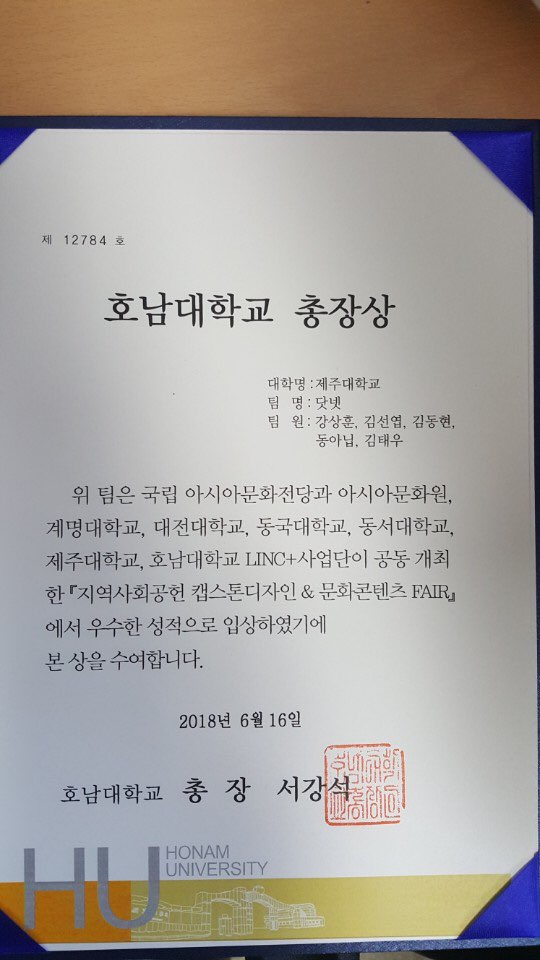 제 12784 호
호남대학교 총장상
대학명 : 제주대학교
팀 명 : 닷넷
팀 원 : 강상훈, 김선엽, 김동현,
동아닙, 김태우
위 팀은 국립 아시아문화전당과 아시아문화원,
계명대학교, 대전대학교, 동국대학교, 동서대학교,
제주대학교, 호남대학교 LINC+사업단이 공동 개최
한 『지역사회공헌 캡스톤디자인 & 문화콘텐츠 FAIR』
에서 우수한 성적으로 입상하였기에
본 상을 수여합니다.
2018년 6월 16일
호남대학교 총 장 서강석
HU HONAM
UNIVERSITY